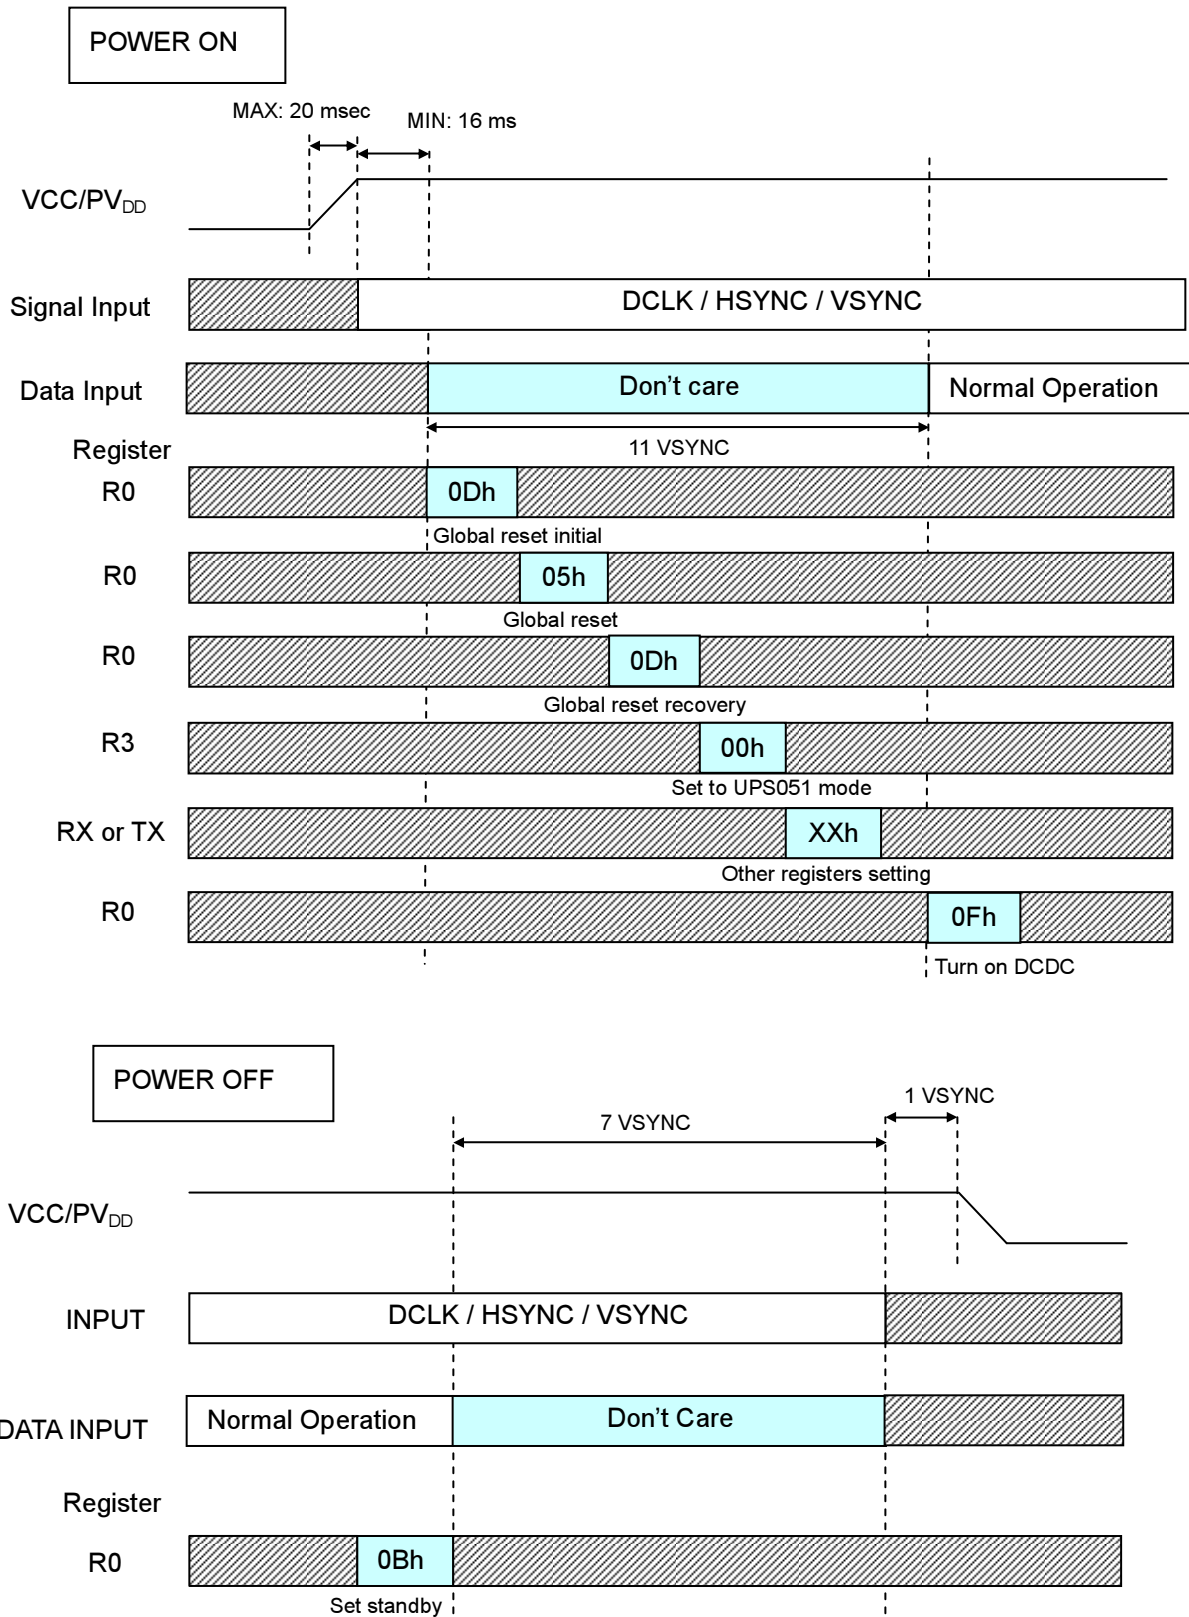 POWER ON
MAX: 20 msec
MIN: 16 ms
VCC/PVDD
Signal Input
DCLK / HSYNC / VSYNC
Data Input
Don't care
Normal Operation
11 VSYNC
Register
R0
0Dh
Global reset initial
R0
05h
Global reset
R0
0Dh
Global reset recovery
R3
00h
Set to UPS051 mode
RX or TX
XXh
Other registers setting
R0
0Fh
Turn on DCDC
POWER OFF
1 VSYNC
7 VSYNC
VCC/PVDD
INPUT
DCLK / HSYNC / VSYNC
DATA INPUT
Normal Operation
Don't Care
Register
R0
0Bh
Set standby